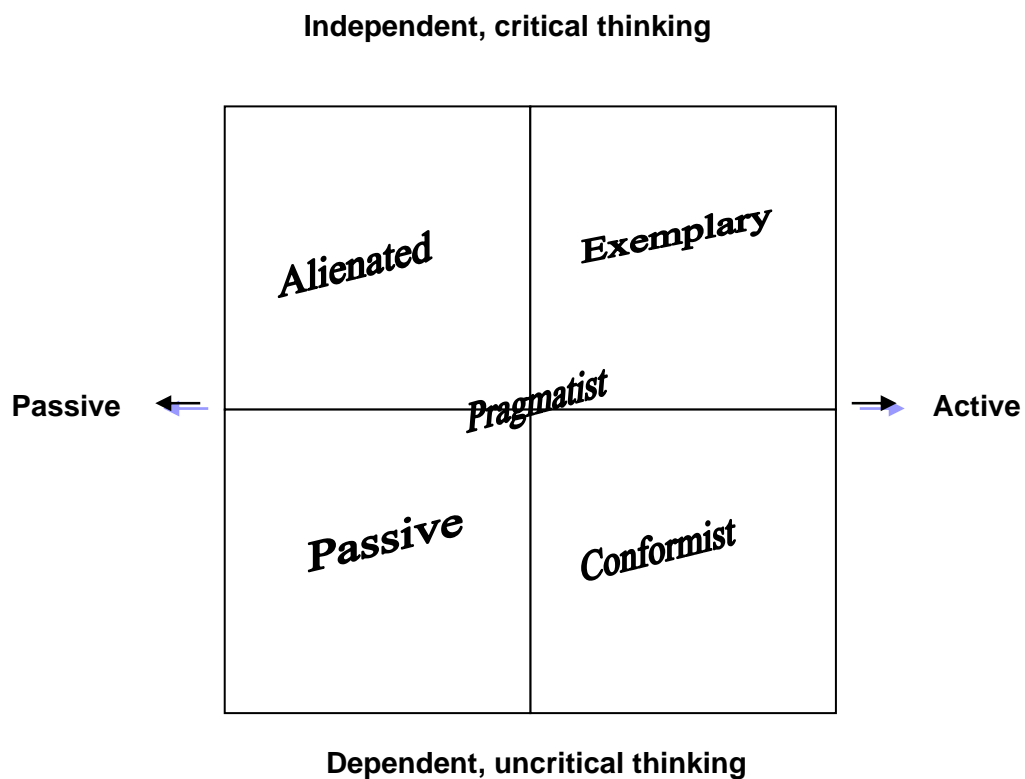 Independent, critical thinking
Alienated
Exemplary
Passive
Pragmatist
Active
Passive
Conformist
Dependent, uncritical thinking